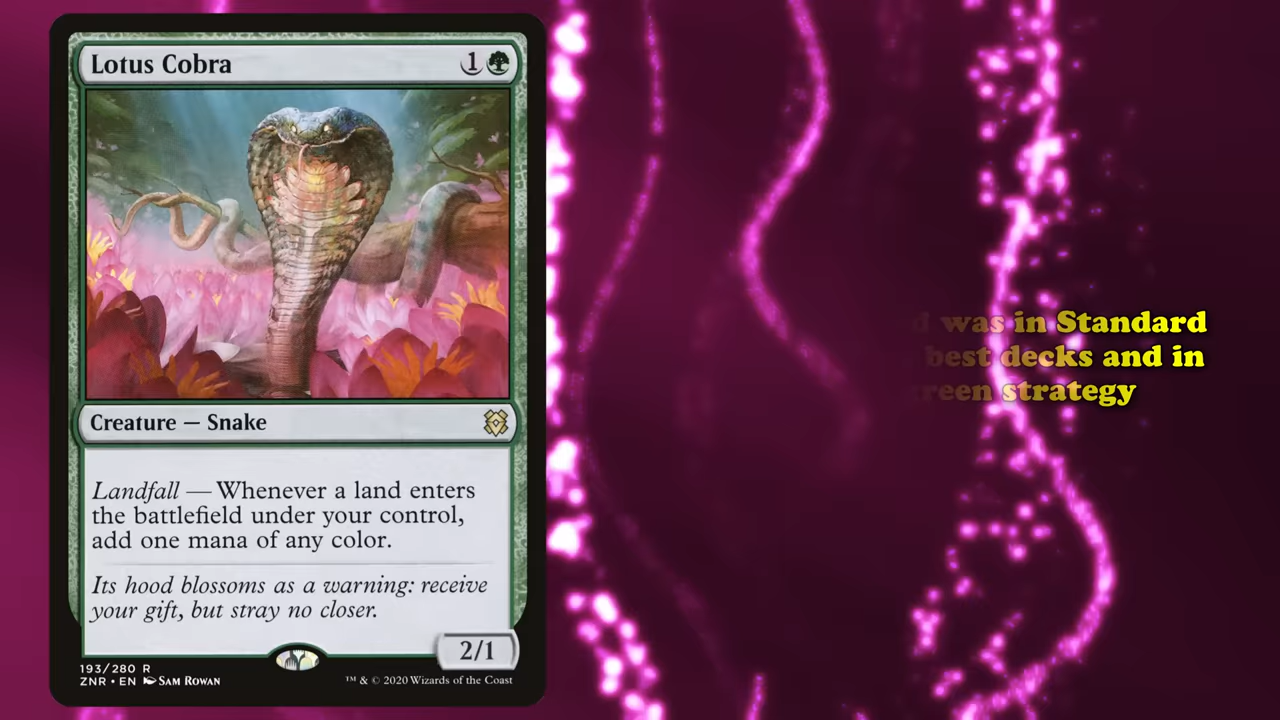 Lotus Cobra
1
Creature — Snake
Landfall — Whenever a land enters
the battlefield under your control,
add one mana of any color.
Its hood blossoms as a warning: receive
your gift, but stray no closer.
2/1
193/280 R
ZNR • EN SAM ROWAN
™ & © 2020 Wizards of the Coast
was in Standard
best decks and in
strategy